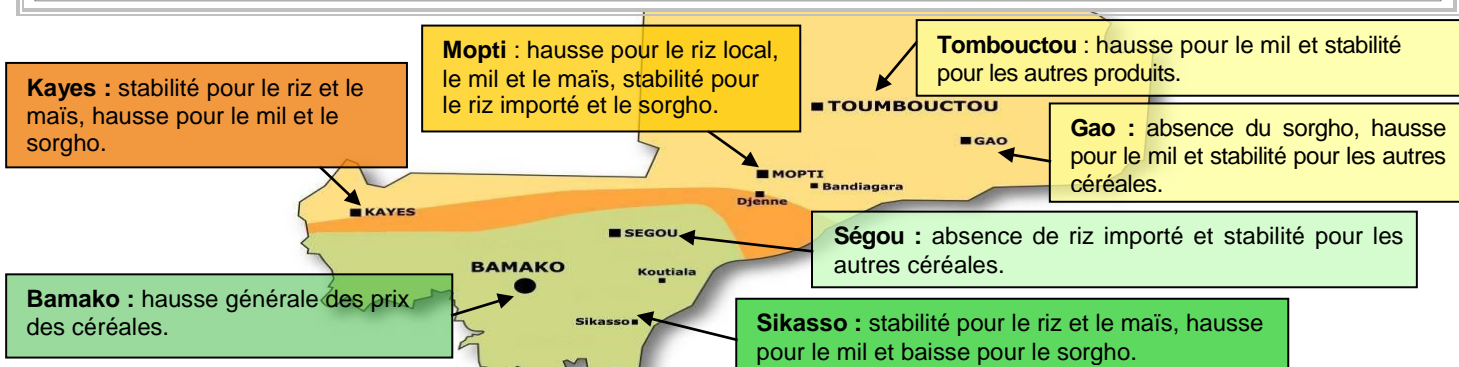 Mopti : hausse pour le riz local,
le mil et le maïs, stabilité pour
le riz importé et le sorgho.
Tombouctou : hausse pour le mil et stabilité
pour les autres produits.
Kayes : stabilité pour le riz et le
maïs, hausse pour le mil et le
sorgho.
TOUMBOUCTOU
Gao : absence du sorgho, hausse
pour le mil et stabilité pour les autres
céréales.
GAO
MOPTI
Bandiagara
Djenne
KAYES
SEGOU
Ségou : absence de riz importé et stabilité pour les
autres céréales.
BAMAKO
Koutiala
Bamako : hausse générale des prix
des céréales.
Sikasso
Sikasso : stabilité pour le riz et le maïs, hausse
pour le mil et baisse pour le sorgho.